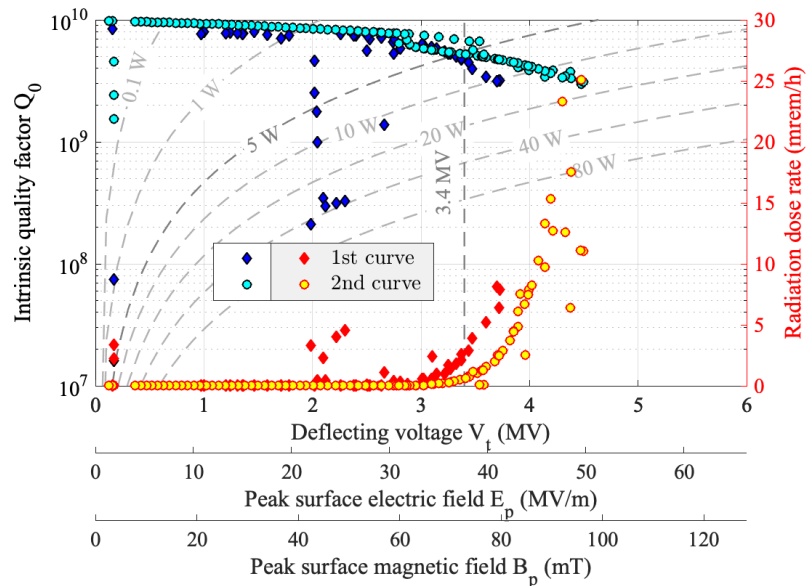 10^10
10^9
10^8
10^7
Intrinsic quality factor Q_0
30
25
20
15
10
5
0
Radiation dose rate (mrem/h)
0.1 W
1 W
5 W
10 W
20 W
40 W
80 W
3.4 MV
1st curve
2nd curve
0 1 2 3 4 5 6
Deflecting voltage V_t (MV)
0 10 20 30 40 50 60
Peak surface electric field E_p (MV/m)
0 20 40 60 80 100 120
Peak surface magnetic field B_p (mT)